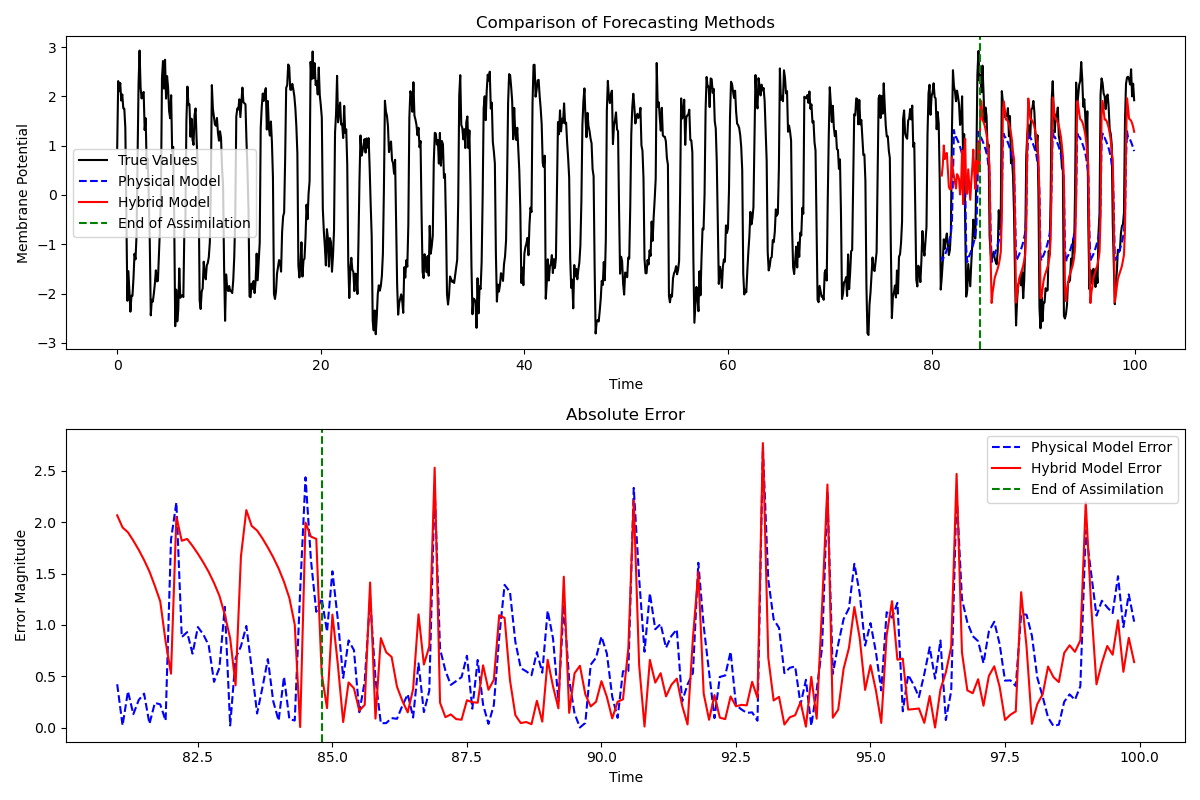 Comparison of Forecasting Methods
3
2
1
0
−1
−2
−3
Membrane Potential
True Values
Physical Model
Hybrid Model
End of Assimilation
0 20 40 60 80 100
Time
Absolute Error
2.5
2.0
1.5
1.0
0.5
0.0
Error Magnitude
Physical Model Error
Hybrid Model Error
End of Assimilation
82.5 85.0 87.5 90.0 92.5 95.0 97.5 100.0
Time